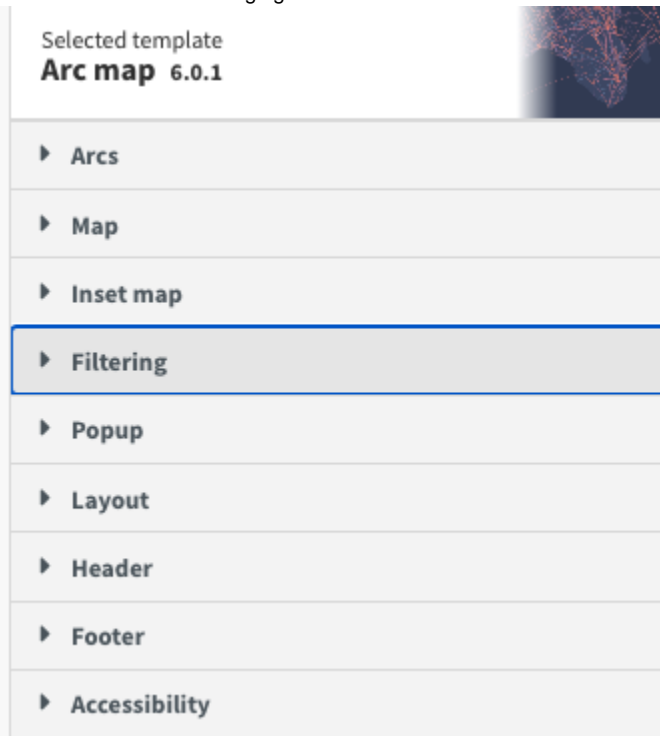 Selected template
Arc map 6.0.1
Arcs
Map
Inset map
Filtering
Popup
Layout
Header
Footer
Accessibility